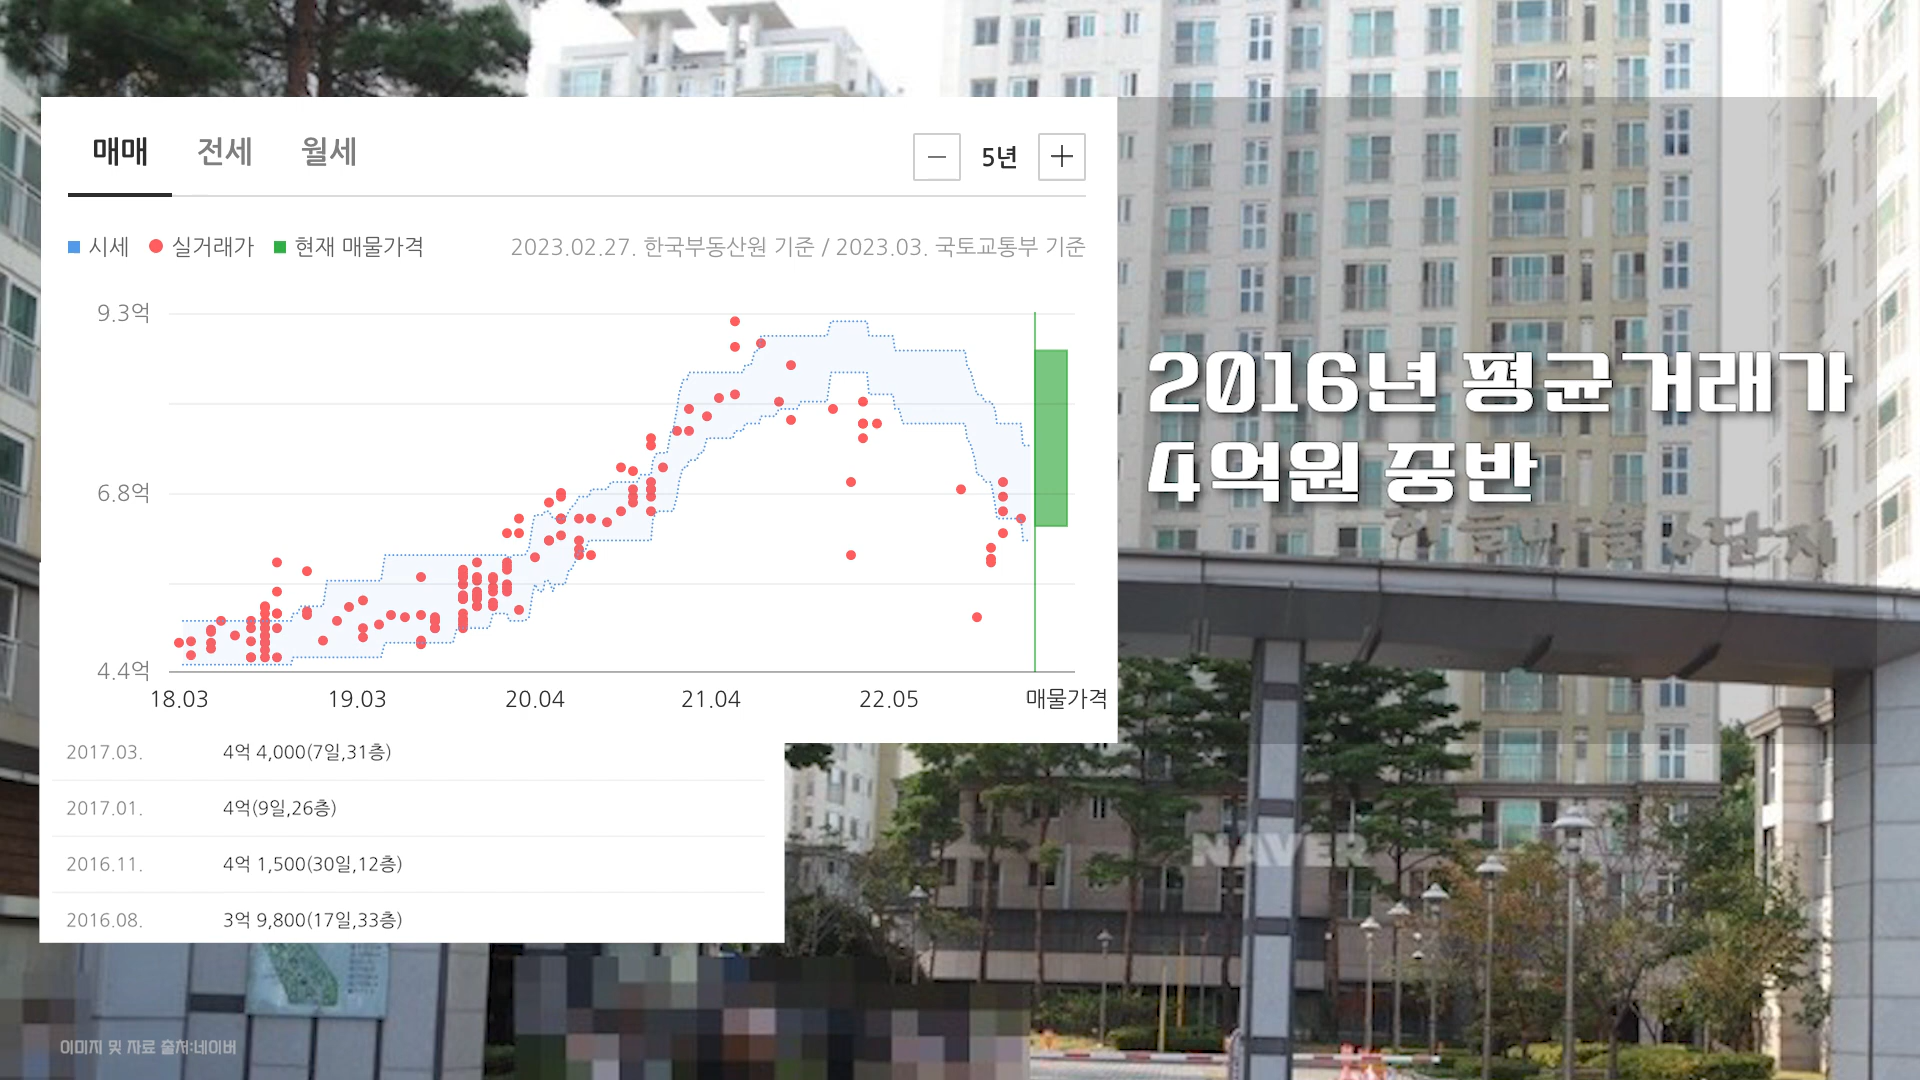 매매 전세 월세
5년
시세 실거래가 현재 매물가격
2023.02.27. 한국부동산원 기준 / 2023.03. 국토교통부 기준
9.3억
6.8억
4.4억
18.03 19.03 20.04 21.04 22.05 매물가격
2017.03. 4억 4,000(7일,31층)
2017.01. 4억(9일,26층)
2016.11. 4억 1,500(30일,12층)
2016.08. 3억 9,800(17일,33층)
2016년 평균거래가
4억원 중반
단지
NAVER
이미지 및 자료 출처:네이버